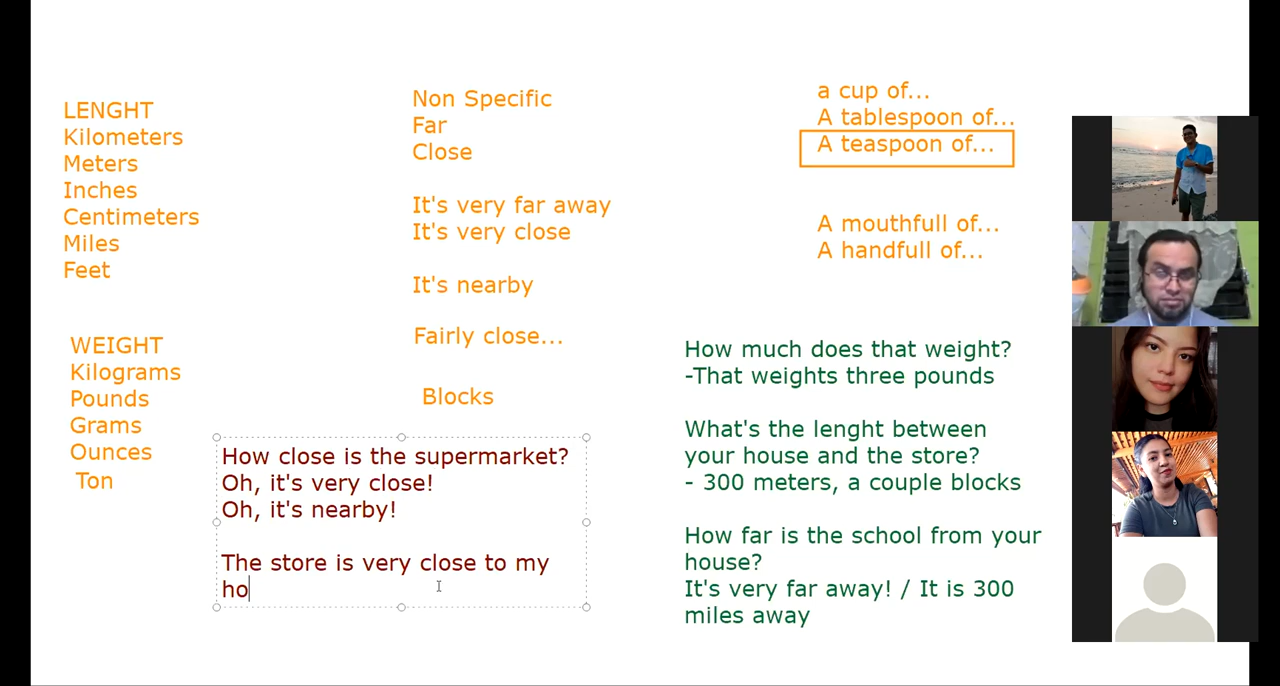 LENGHT
Kilometers
Meters
Inches
Centimeters
Miles
Feet
WEIGHT
Kilograms
Pounds
Grams
Ounces
Ton
Non Specific
Far
Close
It's very far away
It's very close
It's nearby
Fairly close...
Blocks
How close is the supermarket?
Oh, it's very close!
Oh, it's nearby!
The store is very close to my
ho
a cup of...
A tablespoon of...
A teaspoon of...
A mouthfull of...
A handfull of...
How much does that weight?
-That weights three pounds
What's the lenght between
your house and the store?
- 300 meters, a couple blocks
How far is the school from your
house?
It's very far away! / It is 300
miles away